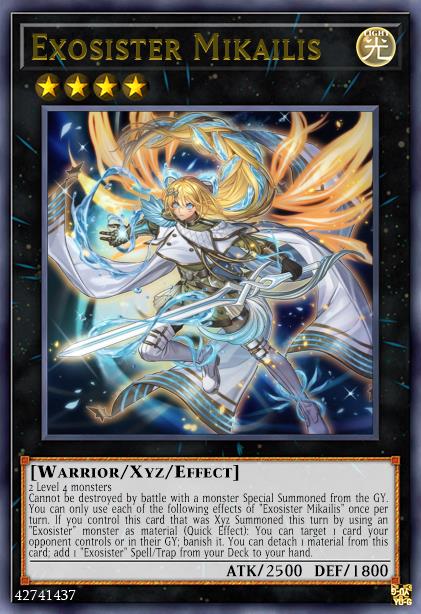 Exosister Mikailis
LIGHT
光
[Warrior/Xyz/Effect]
2 Level 4 monsters
Cannot be destroyed by battle with a monster Special Summoned from the GY.
You can only use each of the following effects of "Exosister Mikailis" once per
turn. If you control this card that was Xyz Summoned this turn by using an
"Exosister" monster as material (Quick Effect): You can target 1 card your
opponent controls or in their GY; banish it. You can detach 1 material from this
card; add 1 "Exosister" Spell/Trap from your Deck to your hand.
ATK/2500 DEF/1800
42741437